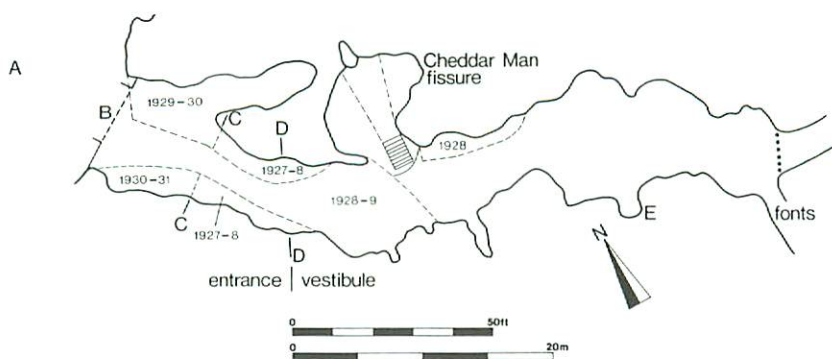 A
Cheddar Man
fissure
B
1929-30
C
D
1928
1927-8
1930-31
1928-9
C
1927-8
E
fonts
D
N
entrance | vestibule
0 50ft
0 20m